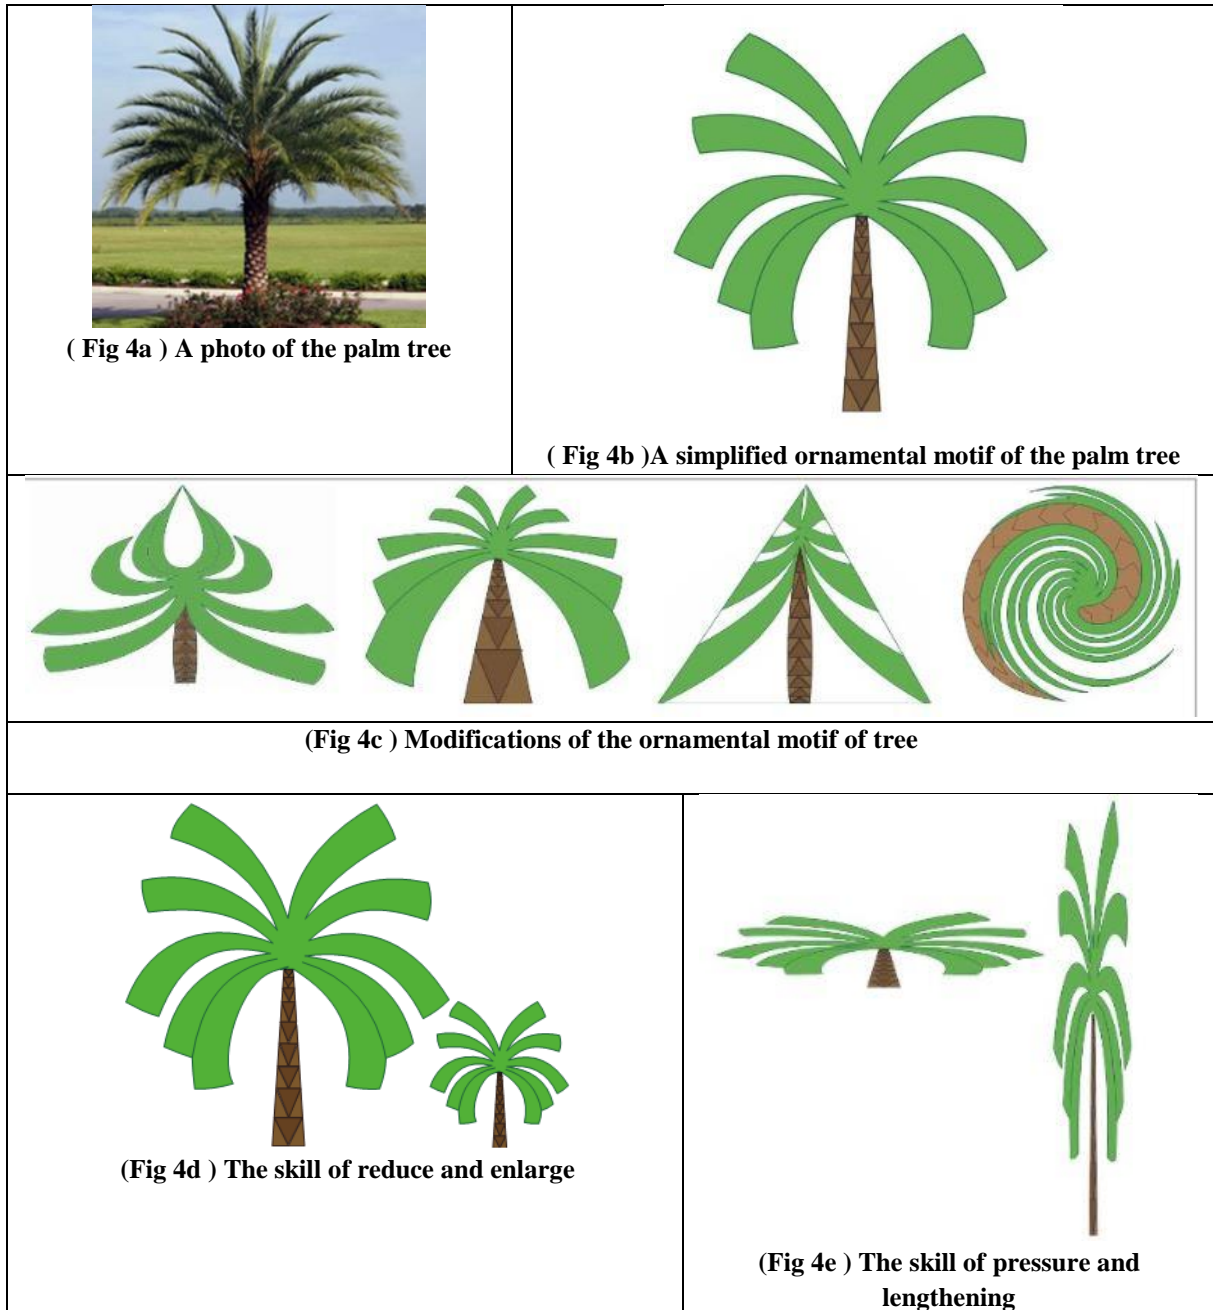 ( Fig 4a ) A photo of the palm tree
( Fig 4b )A simplified ornamental motif of the palm tree
(Fig 4c ) Modifications of the ornamental motif of tree
(Fig 4d ) The skill of reduce and enlarge
(Fig 4e ) The skill of pressure and
lengthening